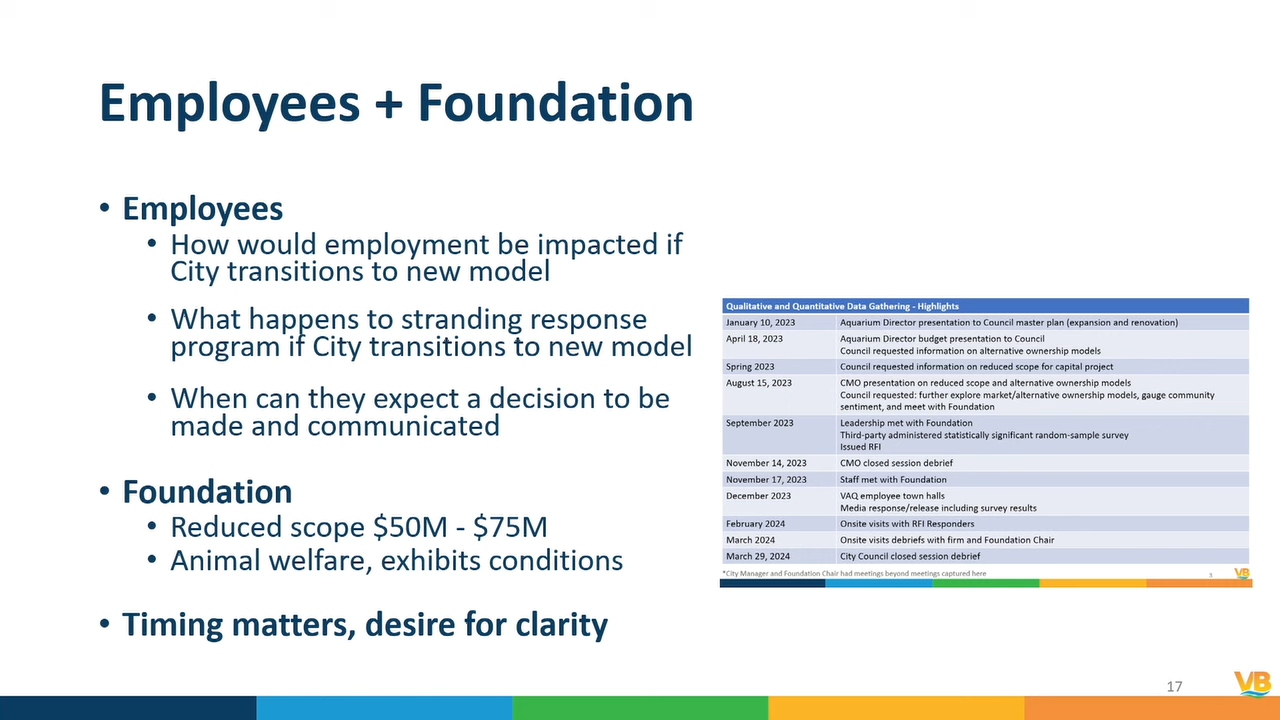 Employees + Foundation
• Employees
• How would employment be impacted if
City transitions to new model
• What happens to stranding response
program if City transitions to new model
• When can they expect a decision to be
made and communicated
• Foundation
• Reduced scope $50M - $75M
• Animal welfare, exhibits conditions
• Timing matters, desire for clarity
Qualitative and Quantitative Data Gathering - Highlights
January 10, 2023 Aquarium Director presentation to Council master plan (expansion and renovation)
April 18, 2023 Aquarium Director budget presentation to Council
Council requested information on alternative ownership models
Spring 2023 Council requested information on reduced scope for capital project
August 15, 2023 CMO presentation on reduced scope and alternative ownership models
Council requested: further explore market/alternative ownership models, gauge community
sentiment, and meet with Foundation
September 2023 Leadership met with Foundation
Third-party administered statistically significant random-sample survey
Issued RFI
November 14, 2023 CMO closed session debrief
November 17, 2023 Staff met with Foundation
December 2023 VAQ employee town halls
Media response/release including survey results
February 2024 Onsite visits with RFI Responders
March 2024 Onsite visits debriefs with firm and Foundation Chair
March 29, 2024 City Council closed session debrief
*City Manager and Foundation Chair had meetings beyond meetings captured here
VB
17
VB